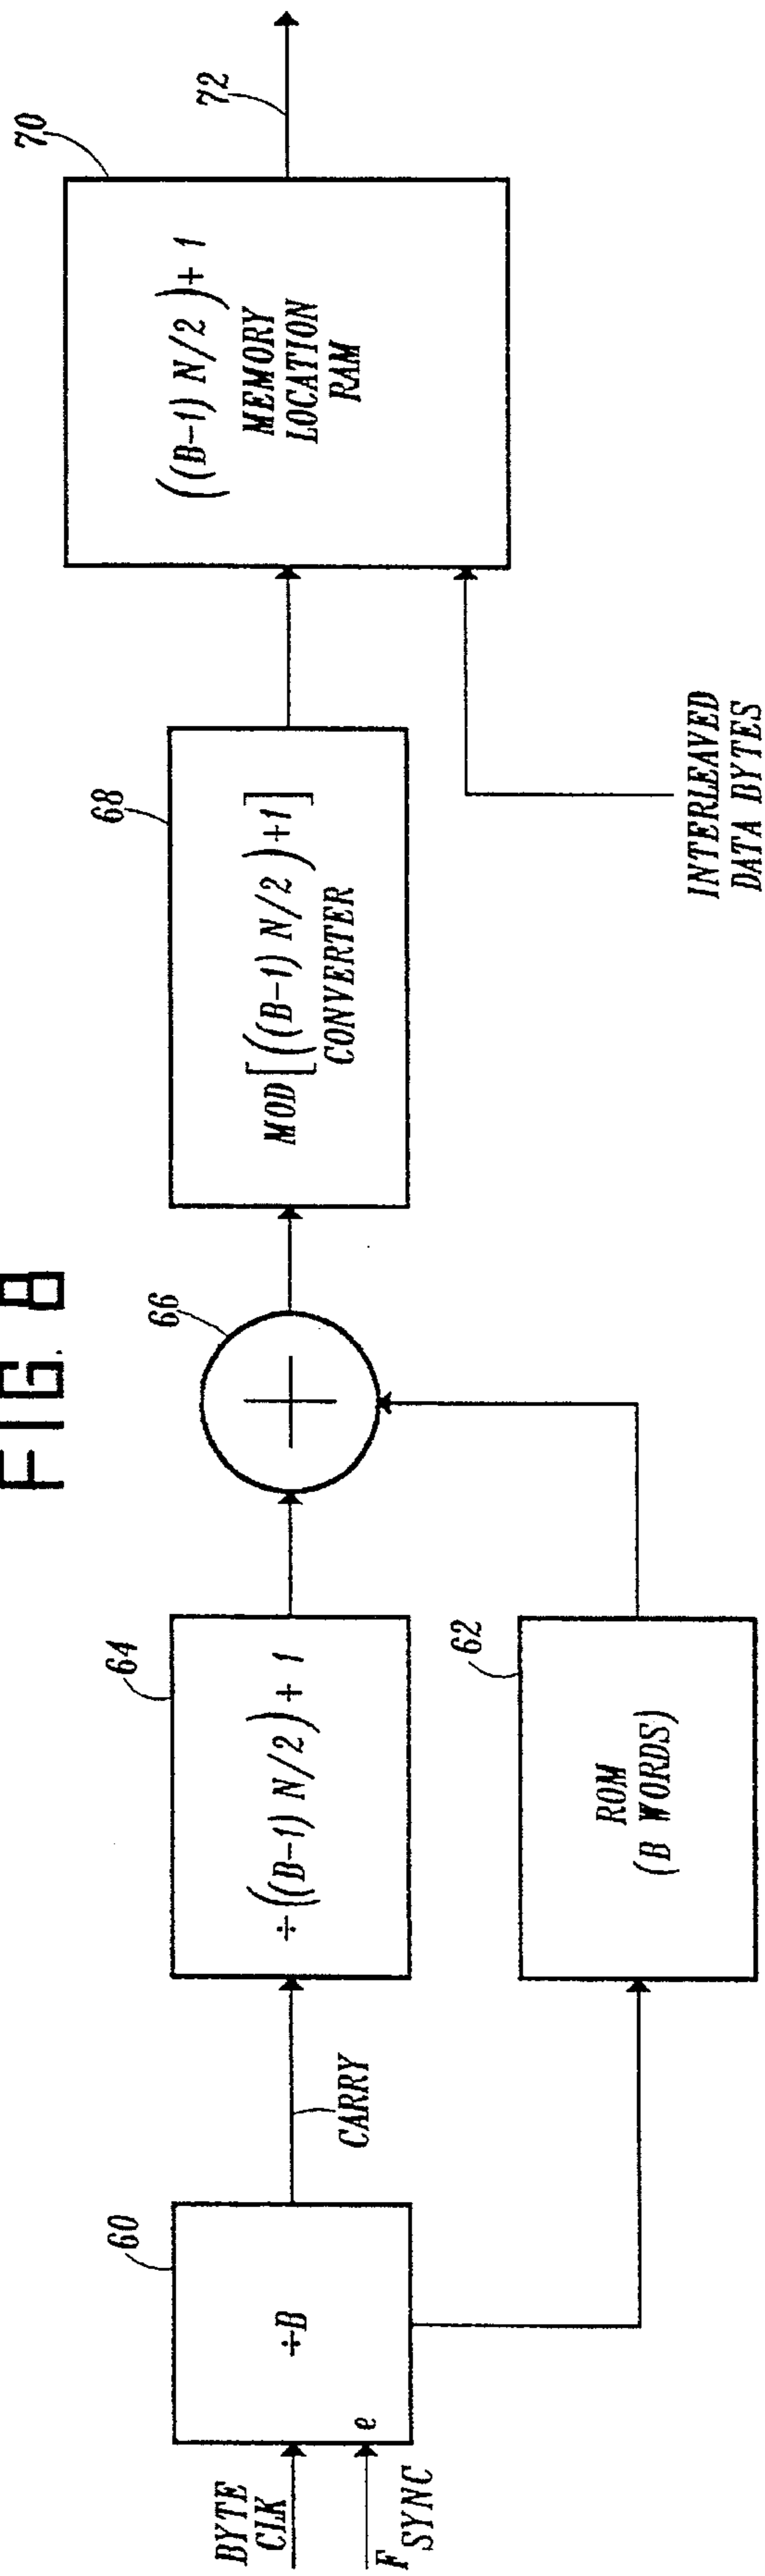 FIG. 8
BYTE
CLK
F SYNC
60
÷B
e
CARRY
64
÷((B-1) N/2)+ 1
62
ROM
(B WORDS)
66
+
68
MOD[((B-1) N/2)+1]
CONVERTER
70
((B-1) N/2)+ 1
MEMORY
LOCATION
RAM
72
INTERLEAVED
DATA BYTES